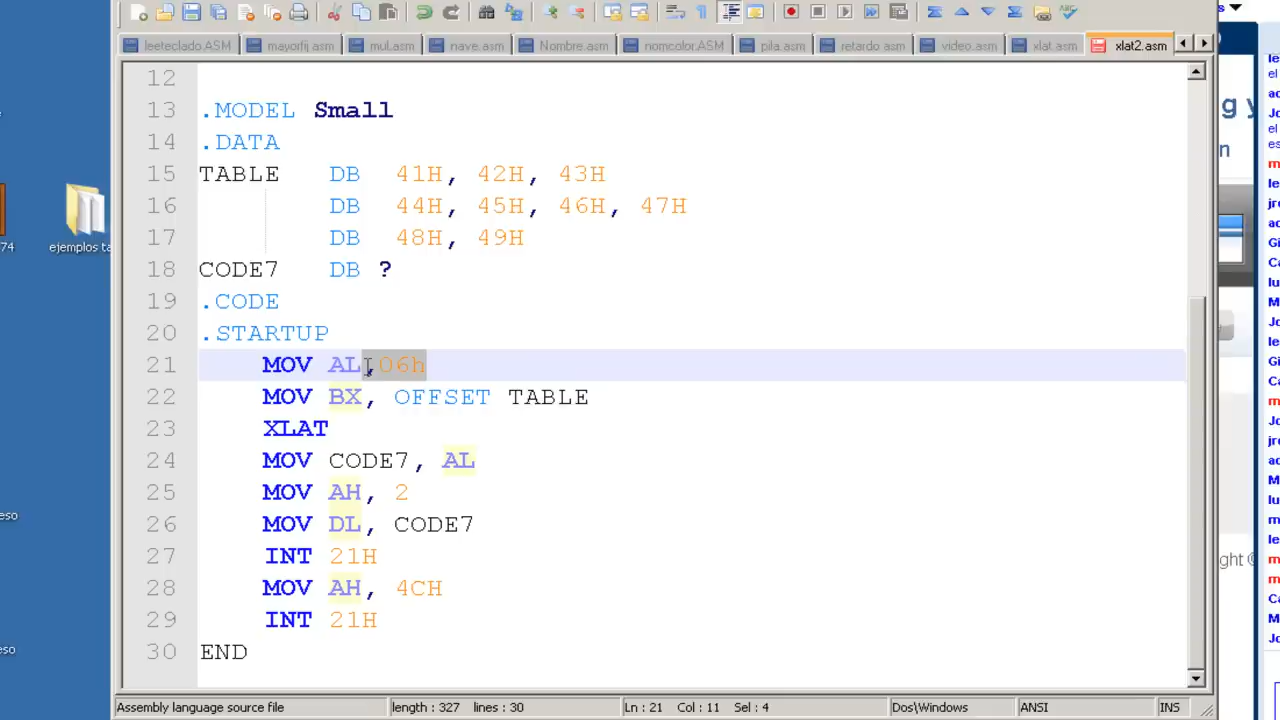 leeteclado.ASM mayorfij.asm mul.asm nave.asm Nombre.asm nomcolor.ASM pila.asm retardo.asm video.asm xlat.asm xlat2.asm
12
13 .MODEL Small
14 .DATA
15 TABLE DB 41H, 42H, 43H
16 DB 44H, 45H, 46H, 47H
17 DB 48H, 49H
18 CODE7 DB ?
19 .CODE
20 .STARTUP
21 MOV AL,06h
22 MOV BX, OFFSET TABLE
23 XLAT
24 MOV CODE7, AL
25 MOV AH, 2
26 MOV DL, CODE7
27 INT 21H
28 MOV AH, 4CH
29 INT 21H
30 END
Assembly language source file length : 327 lines : 30 Ln : 21 Col : 11 Sel : 4 Dos\Windows ANSI INS
74
ejemplos ta
eso
eso
g y
n
ght ©